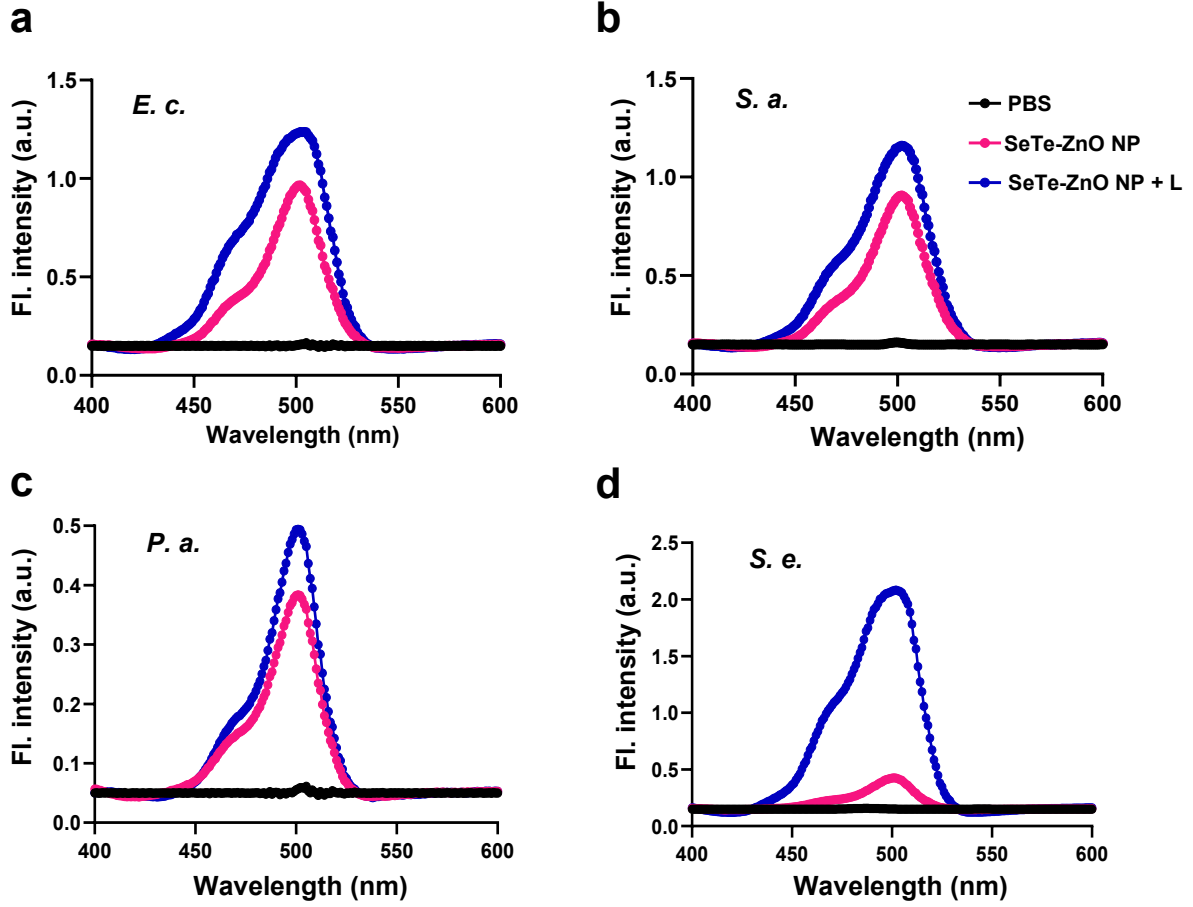 a
E. c.
Fl. intensity (a.u.)
1.5
1.0
0.5
0.0
400 450 500 550 600
Wavelength (nm)
b
S. a.
PBS
SeTe-ZnO NP
SeTe-ZnO NP + L
Fl. intensity (a.u.)
1.5
1.0
0.5
0.0
400 450 500 550 600
Wavelength (nm)
c
P. a.
Fl. intensity (a.u.)
0.5
0.4
0.3
0.2
0.1
0.0
400 450 500 550 600
Wavelength (nm)
d
S. e.
Fl. intensity (a.u.)
2.5
2.0
1.5
1.0
0.5
0.0
400 450 500 550 600
Wavelength (nm)